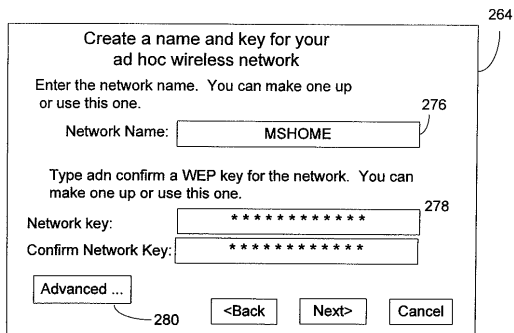 264
Create a name and key for your
ad hoc wireless network
Enter the network name. You can make one up
or use this one.
276
Network Name: MSHOME
Type adn confirm a WEP key for the network. You can
make one up or use this one.
278
Network key: * * * * * * * * * * * *
Confirm Network Key: * * * * * * * * * * * *
Advanced ...
280
<Back Next> Cancel